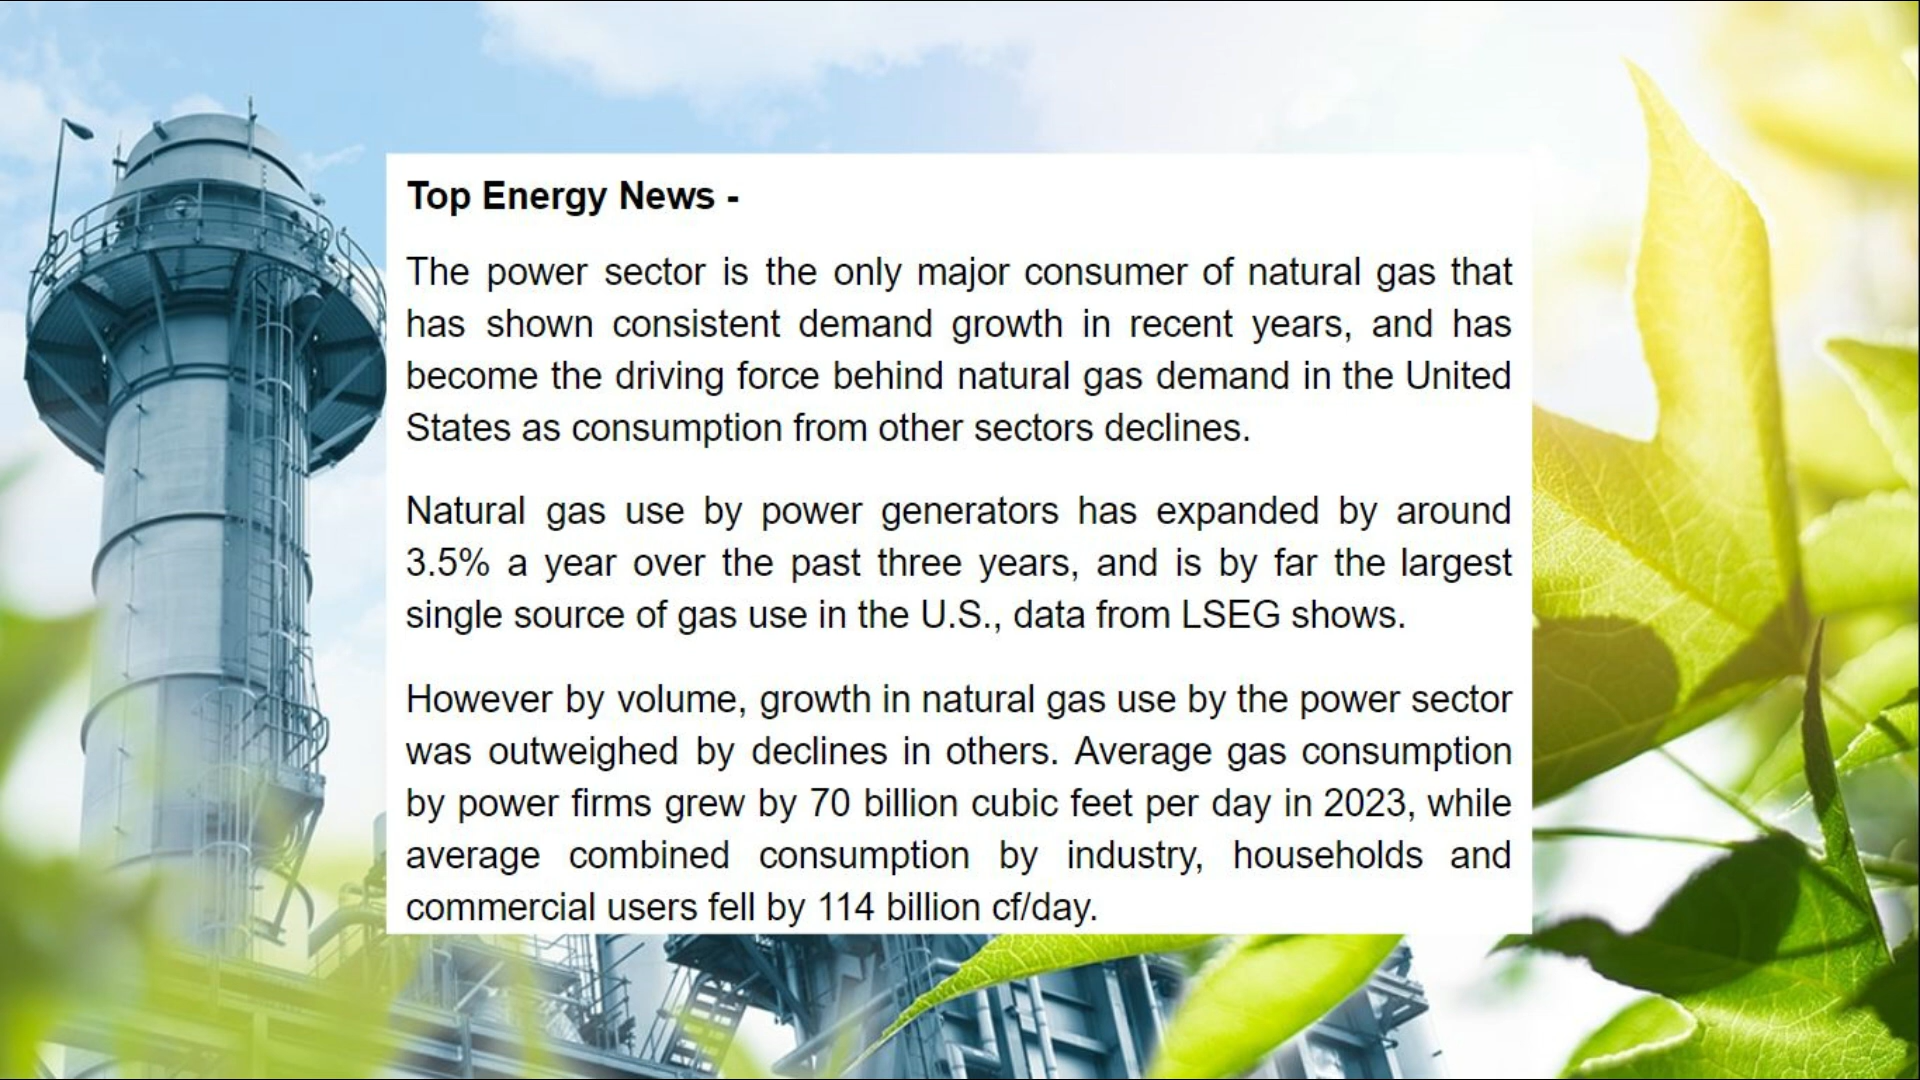 Top Energy News -
The power sector is the only major consumer of natural gas that
has shown consistent demand growth in recent years, and has
become the driving force behind natural gas demand in the United
States as consumption from other sectors declines.
Natural gas use by power generators has expanded by around
3.5% a year over the past three years, and is by far the largest
single source of gas use in the U.S., data from LSEG shows.
However by volume, growth in natural gas use by the power sector
was outweighed by declines in others. Average gas consumption
by power firms grew by 70 billion cubic feet per day in 2023, while
average combined consumption by industry, households and
commercial users fell by 114 billion cf/day.